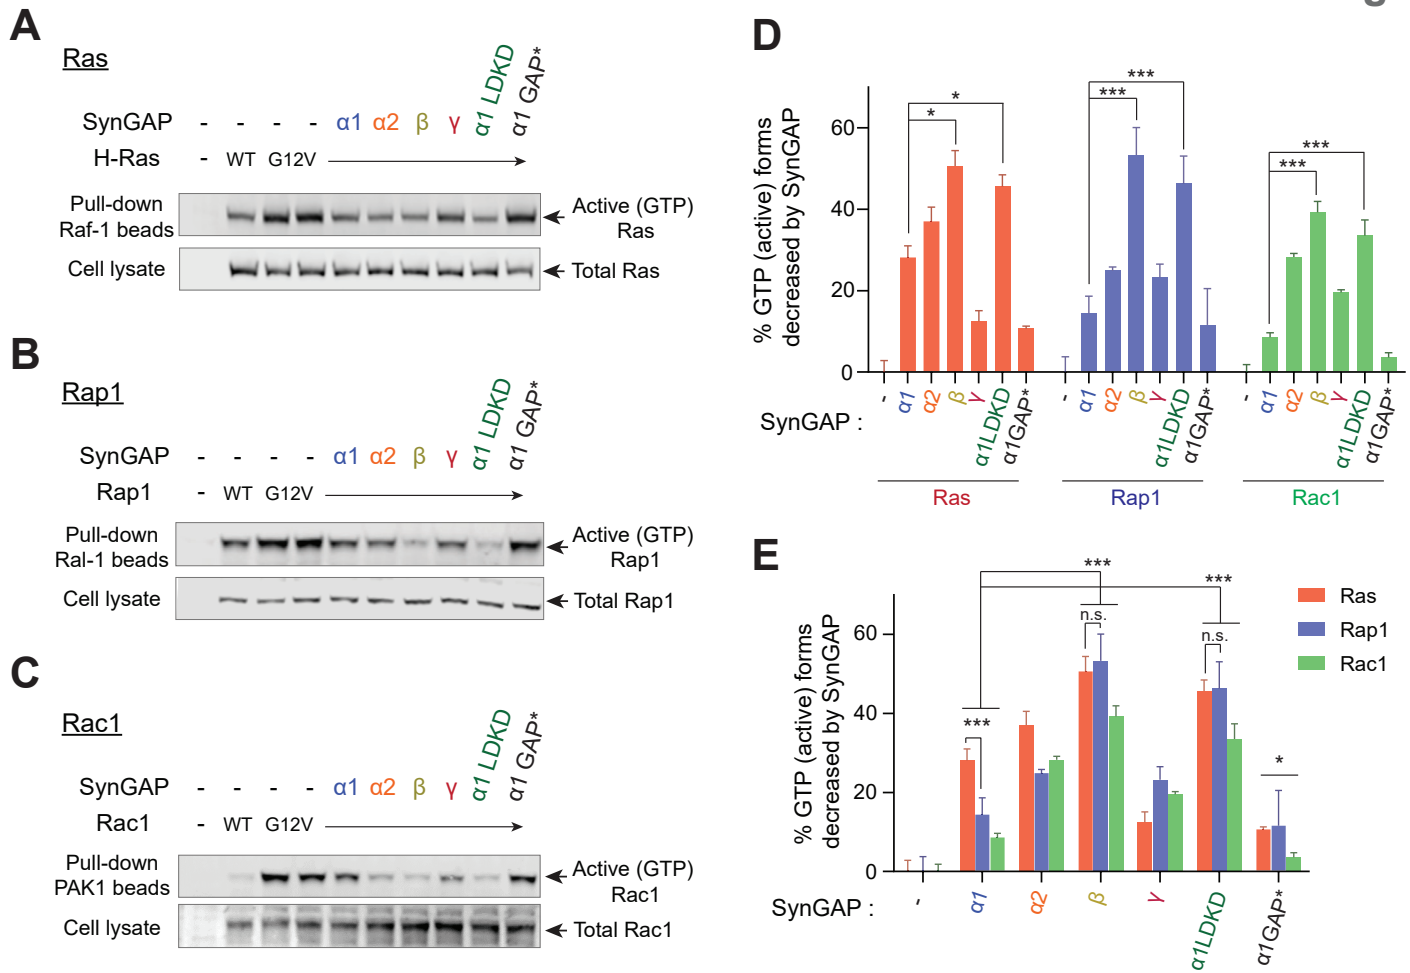 A
Ras
SynGAP - - - - α1 α2 β γ α1 LDKD α1 GAP*
H-Ras - WT G12V
Pull-down
Raf-1 beads
Active (GTP)
Ras
Cell lysate
Total Ras
B
Rap1
SynGAP - - - - α1 α2 β γ α1 LDKD α1 GAP*
Rap1 - WT G12V
Pull-down
Ral-1 beads
Active (GTP)
Rap1
Cell lysate
Total Rap1
C
Rac1
SynGAP - - - - α1 α2 β γ α1 LDKD α1 GAP*
Rac1 - WT G12V
Pull-down
PAK1 beads
Active (GTP)
Rac1
Cell lysate
Total Rac1
D
% GTP (active) forms
decreased by SynGAP
60
40
20
0
* * *** *** *** ***
SynGAP : - α1 α2 β γ α1LDKD α1GAP* - α1 α2 β γ α1LDKD α1GAP* - α1 α2 β γ α1LDKD α1GAP*
Ras Rap1 Rac1
E
% GTP (active) forms
decreased by SynGAP
60
40
20
0
*** ***
n.s. n.s.
*** *
Ras
Rap1
Rac1
SynGAP : - α1 α2 β γ α1LDKD α1GAP*